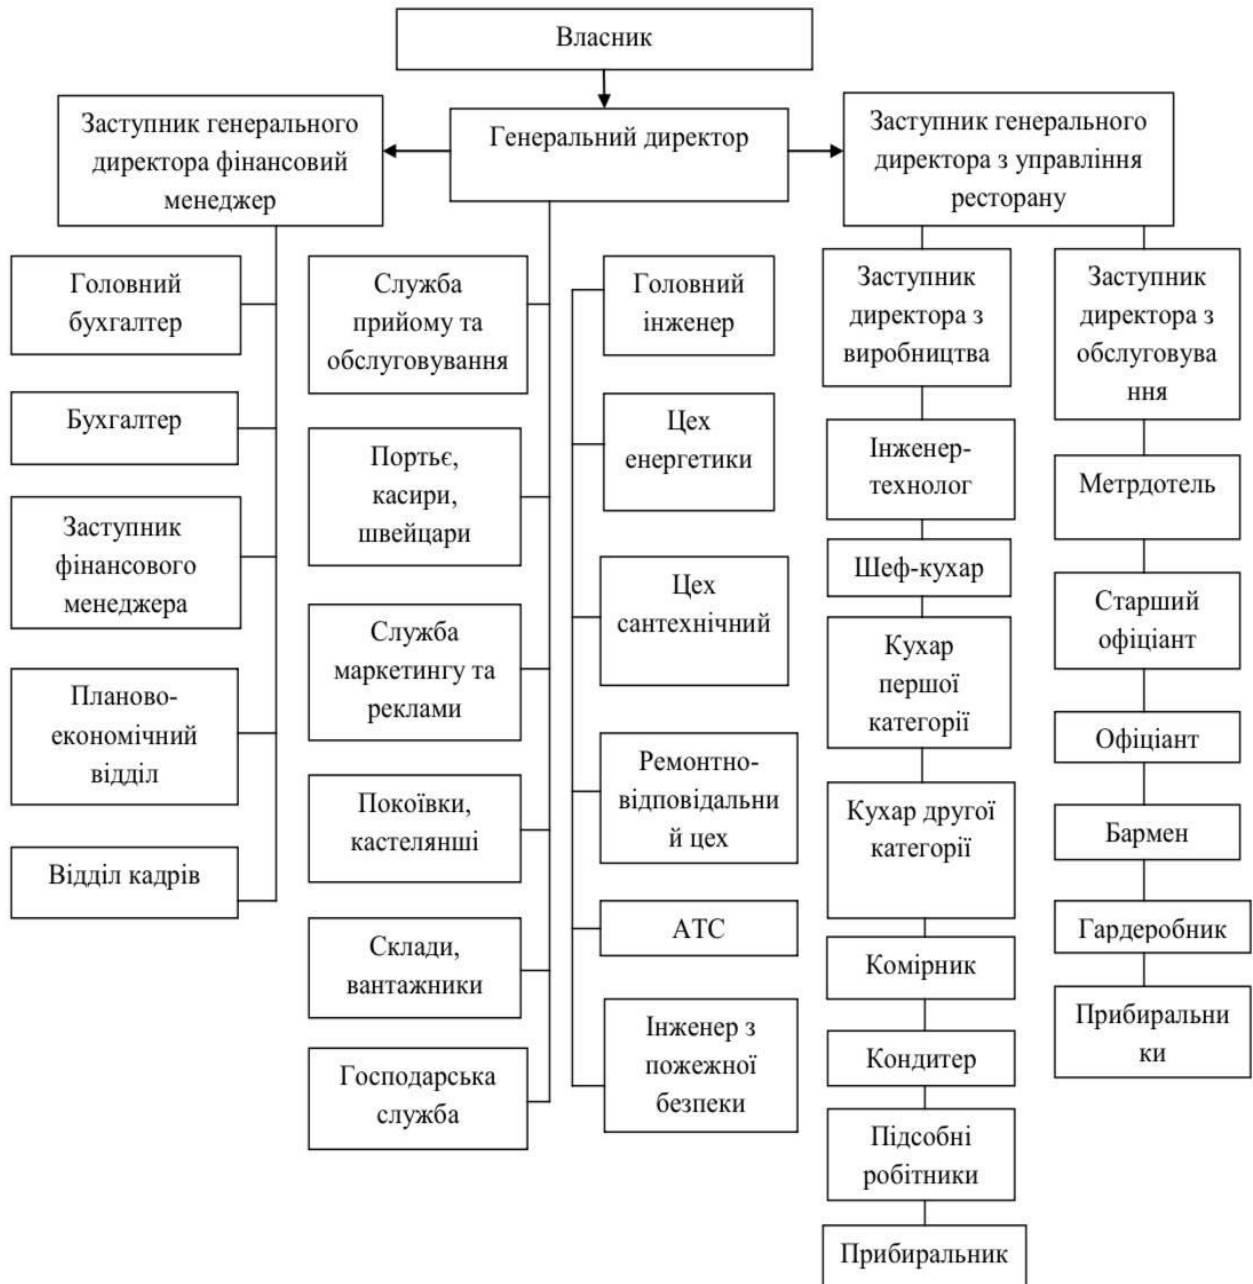 Власник
Заступник генерального
директора фінансовий
менеджер
Генеральний директор
Заступник генерального
директора з управління
ресторану
Головний
бухгалтер
Бухгалтер
Заступник
фінансового
менеджера
Планово-
економічний
відділ
Відділ кадрів
Служба
прийому та
обслуговування
Портьє,
касири,
швейцари
Служба
маркетингу та
реклами
Покоївки,
кастелянші
Склади,
вантажники
Господарська
служба
Головний
інженер
Цех
енергетики
Цех
сантехнічний
Ремонтно-
відповідальни
й цех
АТС
Інженер з
пожежної
безпеки
Заступник
директора з
виробництва
Інженер-
технолог
Шеф-кухар
Кухар
першої
категорії
Кухар другої
категорії
Комірник
Кондитер
Підсобні
робітники
Прибиральник
Заступник
директора з
обслуговува
ння
Метрдотель
Старший
офіціант
Офіціант
Бармен
Гардеробник
Прибиральни
ки